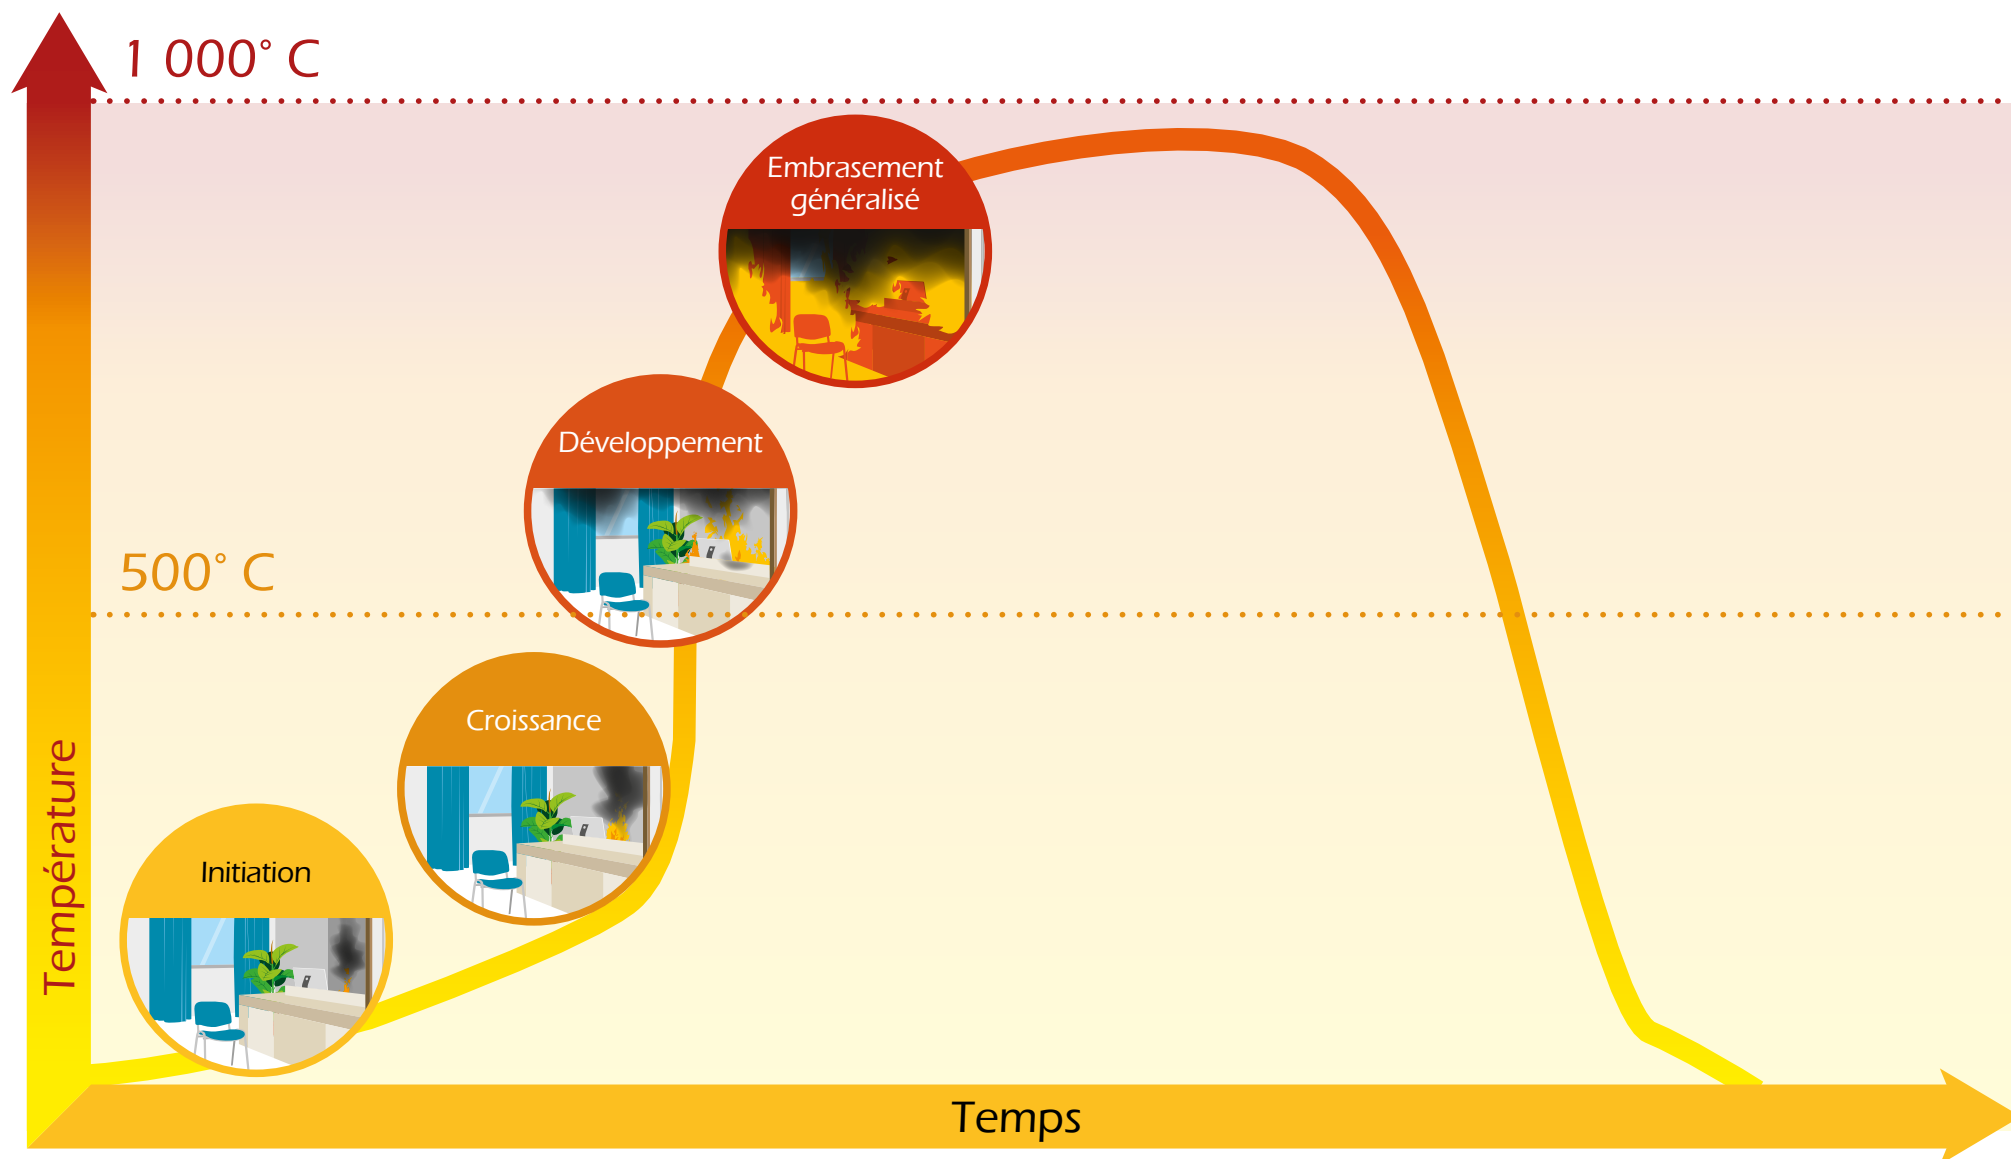 1 000° C
Embrasement
généralisé
Développement
500° C
Croissance
Initiation
Température
Temps